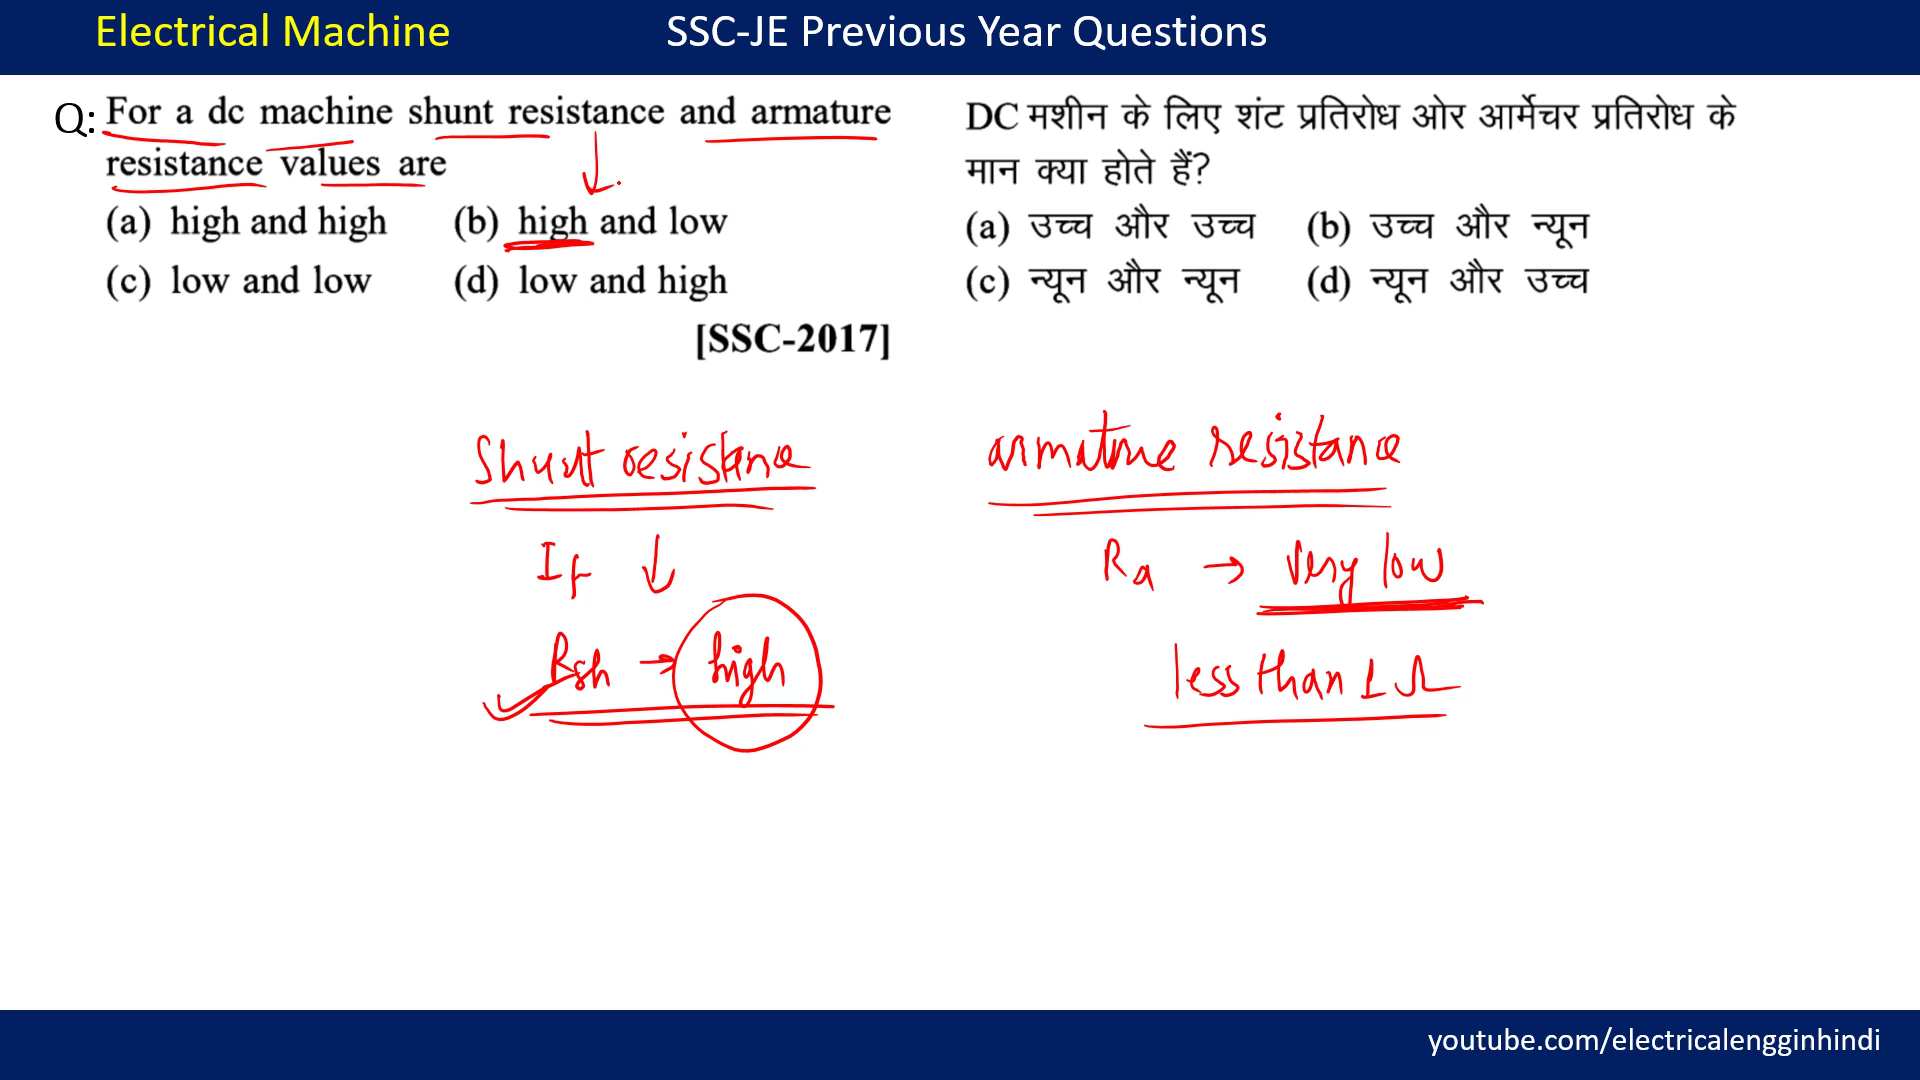 Electrical Machine SSC-JE Previous Year Questions
Q: For a dc machine shunt resistance and armature
resistance values are
(a) high and high (b) high and low
(c) low and low (d) low and high
[SSC-2017]
DC मशीन के लिए शंट प्रतिरोध ओर आर्मेचर प्रतिरोध के
मान क्या होते हैं?
(a) उच्च और उच्च (b) उच्च और न्यून
(c) न्यून और न्यून (d) न्यून और उच्च
Shunt resistance
If ↓
Rsh → high
armature resistance
Ra → very low
less than 1 Ω
youtube.com/electricalengginhindi